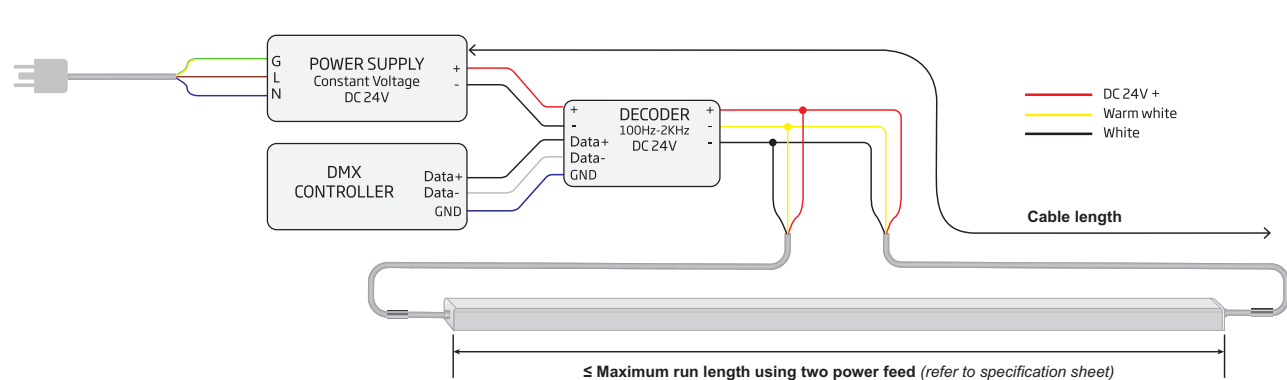 G
L
N
POWER SUPPLY
Constant Voltage
DC 24V
+
-
DMX
CONTROLLER
Data+
Data-
GND
+
-
Data+
Data-
GND
DECODER
100Hz-2KHz
DC 24V
+
-
-
DC 24V +
Warm white
White
Cable length
≤ Maximum run length using two power feed (refer to specification sheet)